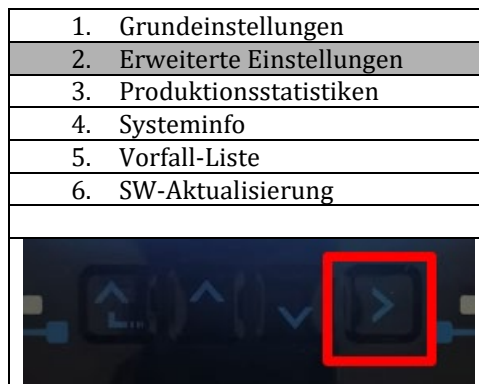 1. Grundeinstellungen
2. Erweiterte Einstellungen
3. Produktionsstatistiken
4. Systeminfo
5. Vorfall-Liste
6. SW-Aktualisierung